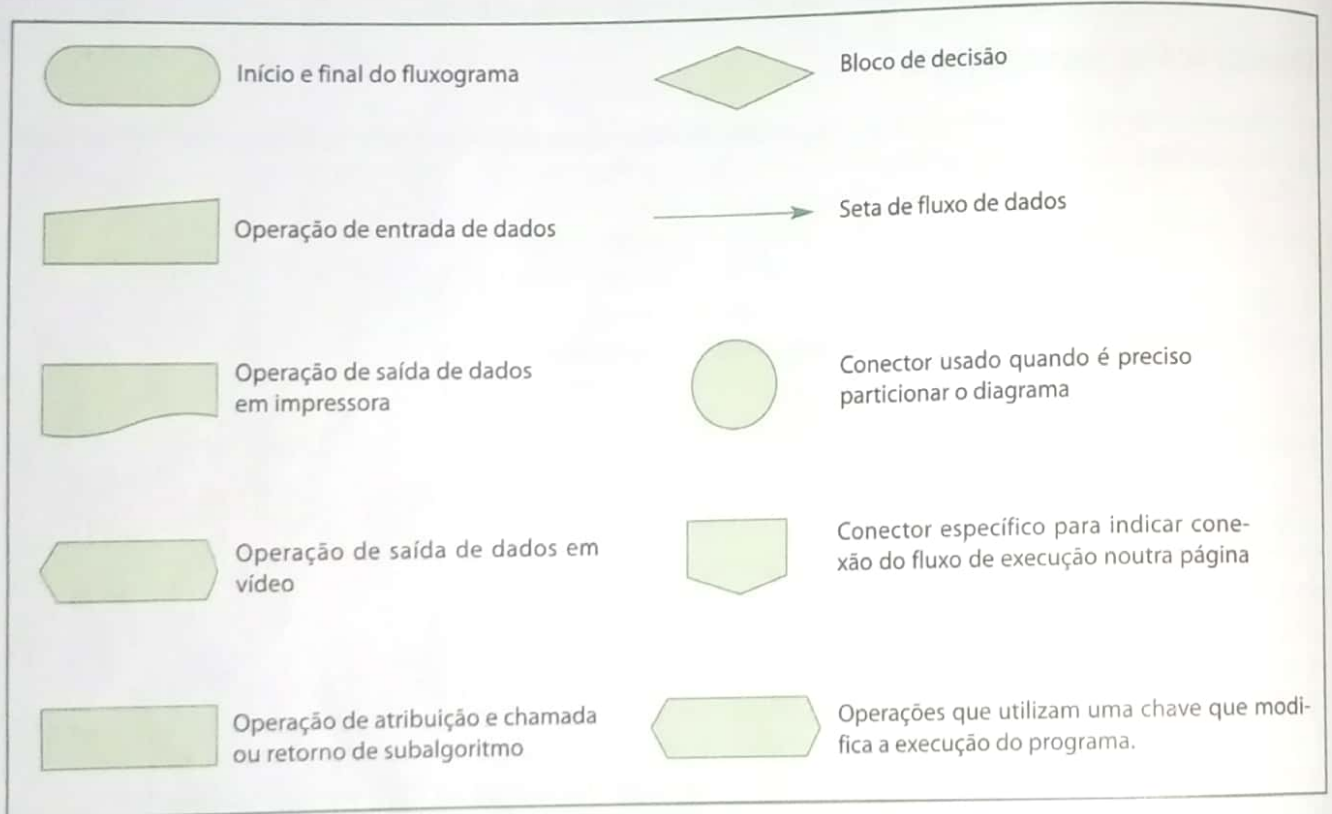 Início e final do fluxograma
Bloco de decisão
Operação de entrada de dados
Seta de fluxo de dados
Operação de saída de dados
em impressora
Conector usado quando é preciso
particionar o diagrama
Operação de saída de dados em
vídeo
Conector específico para indicar cone-
xão do fluxo de execução noutra página
Operação de atribuição e chamada
ou retorno de subalgoritmo
Operações que utilizam uma chave que modi-
fica a execução do programa.